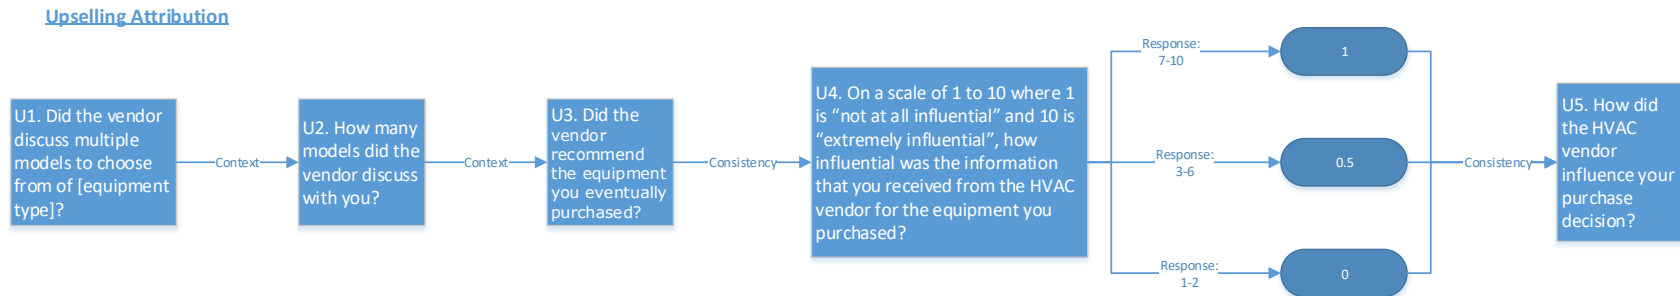 Upselling Attribution
U1. Did the vendor
discuss multiple
models to choose
from of [equipment
type]?
Context
U2. How many
models did the
vendor discuss
with you?
Context
U3. Did the
vendor
recommend
the equipment
you eventually
purchased?
Consistency
U4. On a scale of 1 to 10 where 1
is “not at all influential” and 10 is
“extremely influential”, how
influential was the information
that you received from the HVAC
vendor for the equipment you
purchased?
Response:
7-10
1
Response:
3-6
0.5
Response:
1-2
0
Consistency
U5. How did
the HVAC
vendor
influence your
purchase
decision?